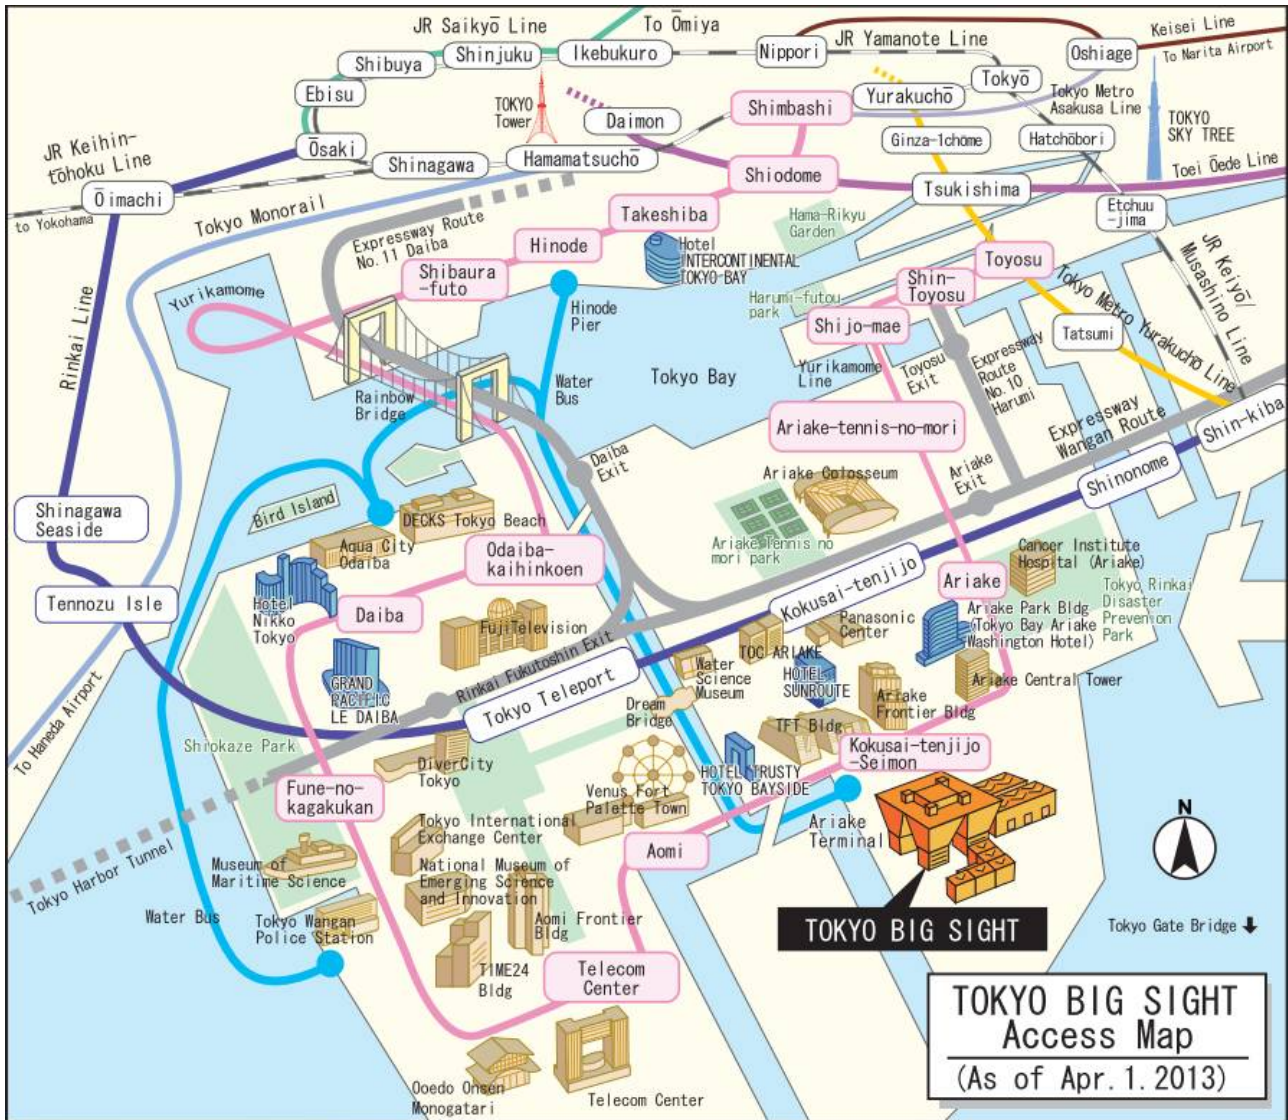 JR Saikyō Line
To Ōmiya
Keisei Line
To Narita Airport
Shibuya
Shinjuku
Ikebukuro
Nippori
JR Yamanote Line
Oshiage
Ebisu
TOKYO
Tower
Daimon
Shimbashi
Yurakuchō
Tokyō
Tokyo Metro
Asakusa Line
TOKYO
SKY TREE
JR Keihin-
tōhoku Line
Ōsaki
Shinagawa
Hamamatsuchō
Ginza-1chōme
Hatchōbori
Shiodome
Toei Ōede Line
Ōimachi
to Yokohama
Tokyo Monorail
Expressway Route
No.11 Daiba
Takeshiba
Tsukishima
Etchuu
-jima
Hinode
Hotel
INTERCONTINENTAL
TOKYO BAY
Hama-Rikyu
Garden
Shibaura
-futo
Yurikamome
Hinode
Pier
Harumi-futou
park
Shin-
Toyosu
Toyosu
JR Keiyō/
Musashino Line
Shijo-mae
Tatsumi
Tokyo Metro Yurakuchō Line
Rinkai Line
Rainbow
Bridge
Water
Bus
Tokyo Bay
Yurikamome
Line
Toyosu
Exit
Expressway
Route
No.10
Harumi
Expressway
Wangan Route
Shin-kiba
Ariake-tennis-no-mori
Daiba
Exit
Ariake Colosseum
Ariake
Exit
Shinonome
Shinagawa
Seaside
Bird Island
DECKS Tokyo Beach
Aqua City
Odaiba
Odaiba-
kaihinkoen
Ariake Tennis no
mori park
Cancer Institute
Hospital (Ariake)
Tennozu Isle
Hotel
Nikko
Tokyo
Daiba
FujiTelevision
Kokusai-tenjijo
Ariake
Tokyo Rinkai
Disaster
Prevention
Park
Panasonic
Center
Ariake Park Bldg
(Tokyo Bay Ariake
Washington Hotel)
GRAND
PACIFIC
LE DAIBA
Rinkai Fukutoshin Exit
Tokyo Teleport
Water
Science
Museum
TOC ARIAKE
HOTEL
SUNROUTE
Ariake Central Tower
Ariake
Frontier Bldg
Dream
Bridge
TFT Bldg
To Haneda Airport
Shiokaze Park
DiverCity
Tokyo
Kokusai-tenjijo
-Seimon
HOTEL TRUSTY
TOKYO BAYSIDE
Fune-no-
kagakukan
Venus Fort
Palette Town
Tokyo International
Exchange Center
Ariake
Terminal
N
Tokyo Harbor Tunnel
Museum of
Maritime Science
National Museum of
Emerging Science
and Innovation
Aomi
Water Bus
Tokyo Wangan
Police Station
Aomi Frontier
Bldg
TOKYO BIG SIGHT
Tokyo Gate Bridge
TIME24
Bldg
Telecom
Center
TOKYO BIG SIGHT
Access Map
(As of Apr.1.2013)
Ooedo Onsen
Monogatari
Telecom Center